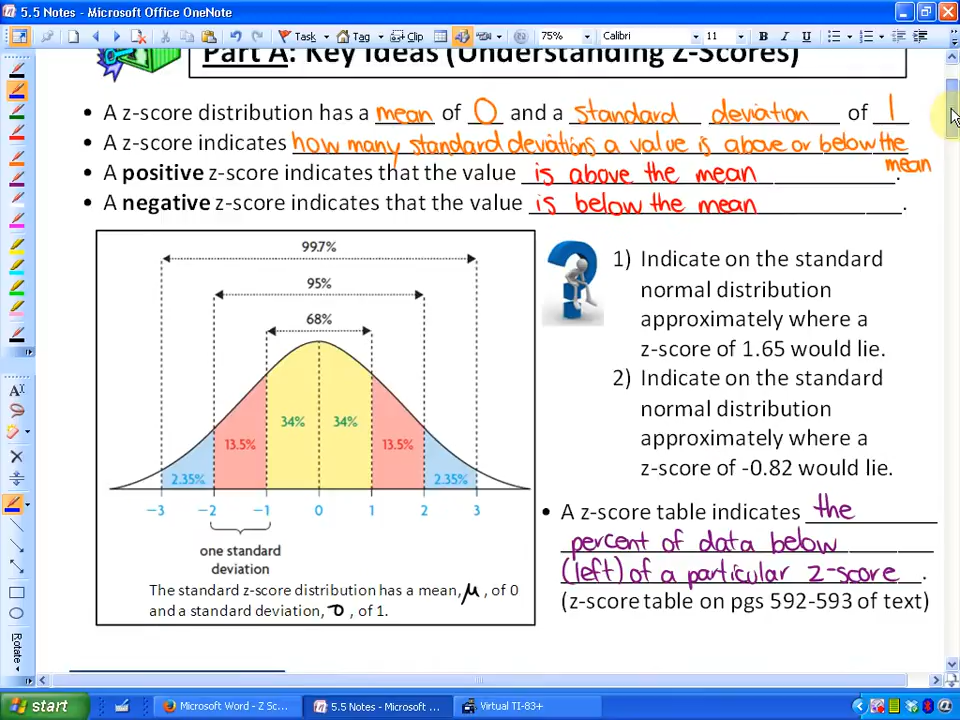 5.5 Notes - Microsoft Office OneNote
Task Tag Clip 75% Calibri 11 B I U
Part A: Key Ideas (Understanding Z-Scores)
• A z-score distribution has a mean of 0 and a standard deviation of 1
• A z-score indicates how many standard deviations a value is above or below the mean.
• A positive z-score indicates that the value is above the mean.
• A negative z-score indicates that the value is below the mean.
99.7%
95%
68%
34% 34%
13.5% 13.5%
2.35% 2.35%
−3 −2 −1 0 1 2 3
one standard
deviation
The standard z-score distribution has a mean, μ, of 0
and a standard deviation, σ, of 1.
1) Indicate on the standard
normal distribution
approximately where a
z-score of 1.65 would lie.
2) Indicate on the standard
normal distribution
approximately where a
z-score of -0.82 would lie.
• A z-score table indicates the
percent of data below
(left) of a particular z-score.
(z-score table on pgs 592-593 of text)
Rotate
start Microsoft Word - Z Sc... 5.5 Notes - Microsoft ... Virtual TI-83+